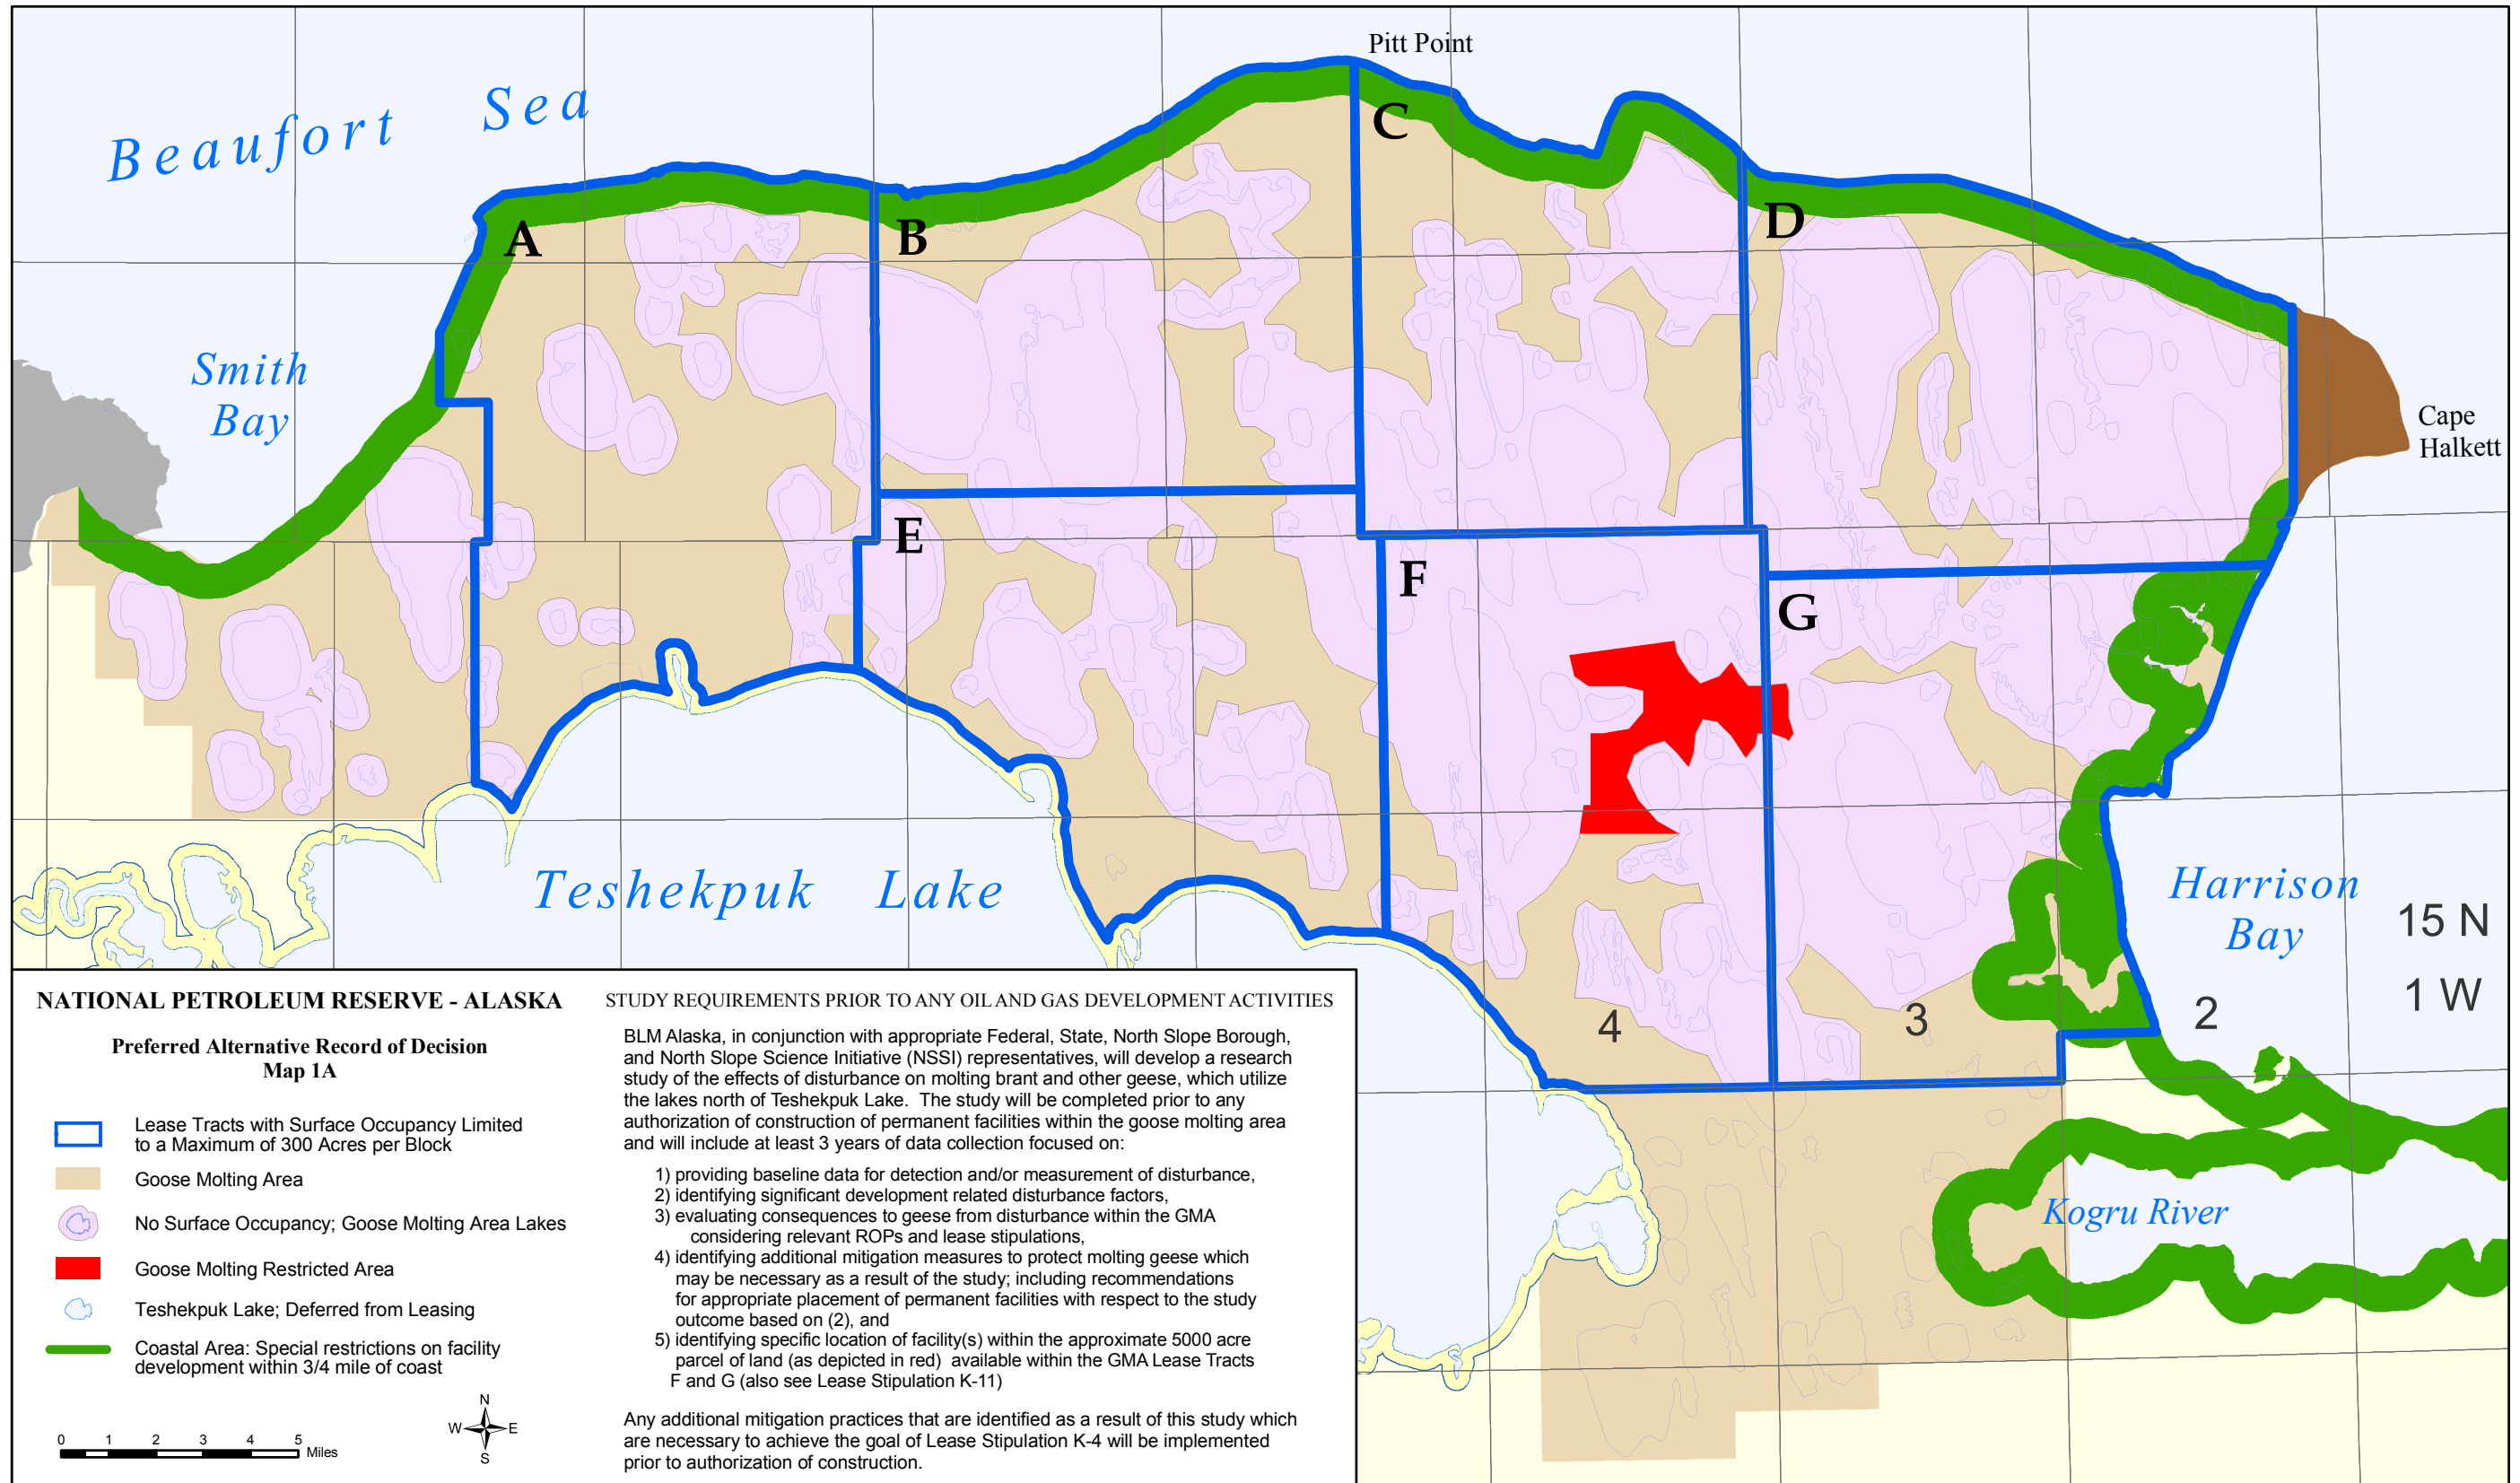 Pitt Point
Beaufort Sea
C
D
A
B
Smith
Bay
Cape
Halkett
E
F
G
Teshekpuk Lake
Harrison
Bay
15 N
1 W
4
3
2
Kogru River
NATIONAL PETROLEUM RESERVE - ALASKA
Preferred Alternative Record of Decision
Map 1A
Lease Tracts with Surface Occupancy Limited
to a Maximum of 300 Acres per Block
Goose Molting Area
No Surface Occupancy; Goose Molting Area Lakes
Goose Molting Restricted Area
Teshekpuk Lake; Deferred from Leasing
Coastal Area: Special restrictions on facility
development within 3/4 mile of coast
0 1 2 3 4 5
Miles
N
W E
S
STUDY REQUIREMENTS PRIOR TO ANY OIL AND GAS DEVELOPMENT ACTIVITIES
BLM Alaska, in conjunction with appropriate Federal, State, North Slope Borough,
and North Slope Science Initiative (NSSI) representatives, will develop a research
study of the effects of disturbance on molting brant and other geese, which utilize
the lakes north of Teshekpuk Lake. The study will be completed prior to any
authorization of construction of permanent facilities within the goose molting area
and will include at least 3 years of data collection focused on:
1) providing baseline data for detection and/or measurement of disturbance,
2) identifying significant development related disturbance factors,
3) evaluating consequences to geese from disturbance within the GMA
considering relevant ROPs and lease stipulations,
4) identifying additional mitigation measures to protect molting geese which
may be necessary as a result of the study; including recommendations
for appropriate placement of permanent facilities with respect to the study
outcome based on (2), and
5) identifying specific location of facility(s) within the approximate 5000 acre
parcel of land (as depicted in red) available within the GMA Lease Tracts
F and G (also see Lease Stipulation K-11)
Any additional mitigation practices that are identified as a result of this study which
are necessary to achieve the goal of Lease Stipulation K-4 will be implemented
prior to authorization of construction.